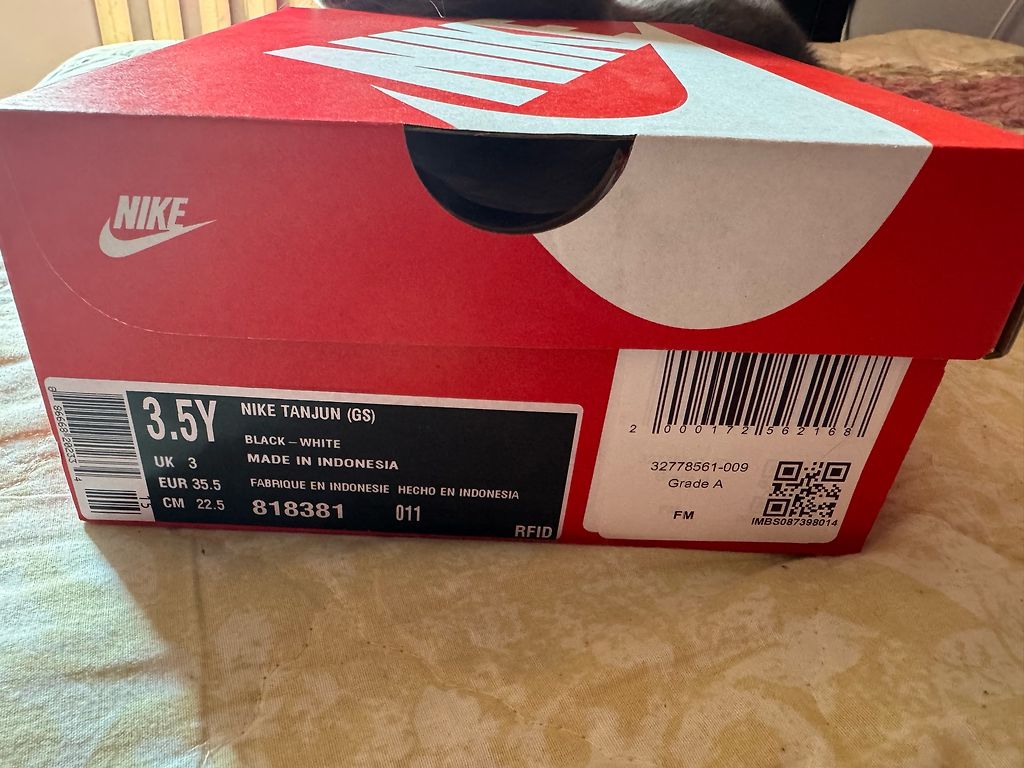 NIKE
NIKE
3.5Y
NIKE TANJUN (GS)
BLACK – WHITE
UK 3
MADE IN INDONESIA
EUR 35.5
FABRIQUE EN INDONESIE HECHO EN INDONESIA
CM 22.5
818381 011
RFID
2 000172 562168
32778561-009
Grade A
FM
IMBS087398014